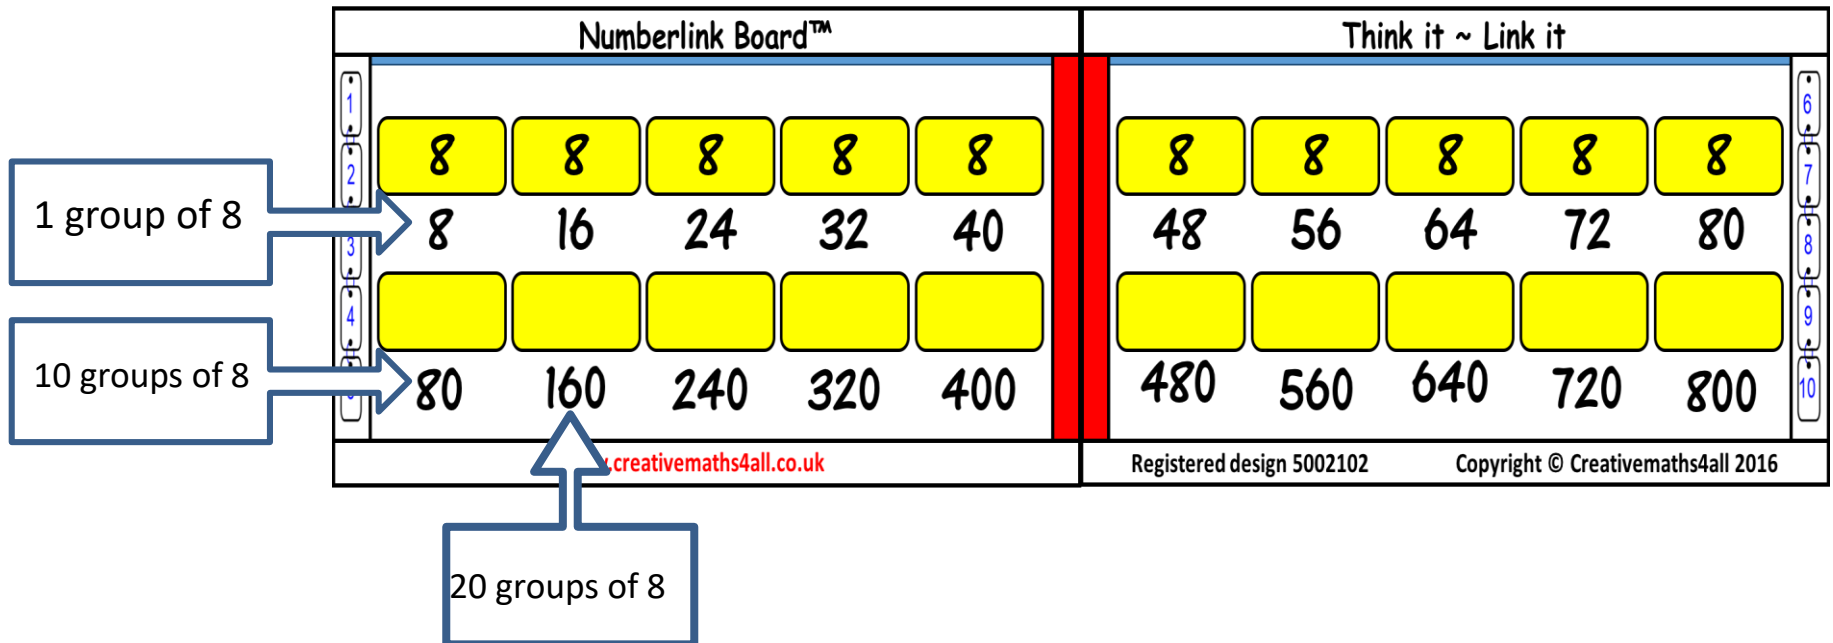 Numberlink Board™ Think it ~ Link it
1 6
8 8 8 8 8 8 8 8 8 8
2 7
1 group of 8
8 16 24 32 40 48 56 64 72 80
3 8
4 9
10 groups of 8
80 160 240 320 400 480 560 640 720 800
10
.creativemaths4all.co.uk Registered design 5002102 Copyright © Creativemaths4all 2016
20 groups of 8